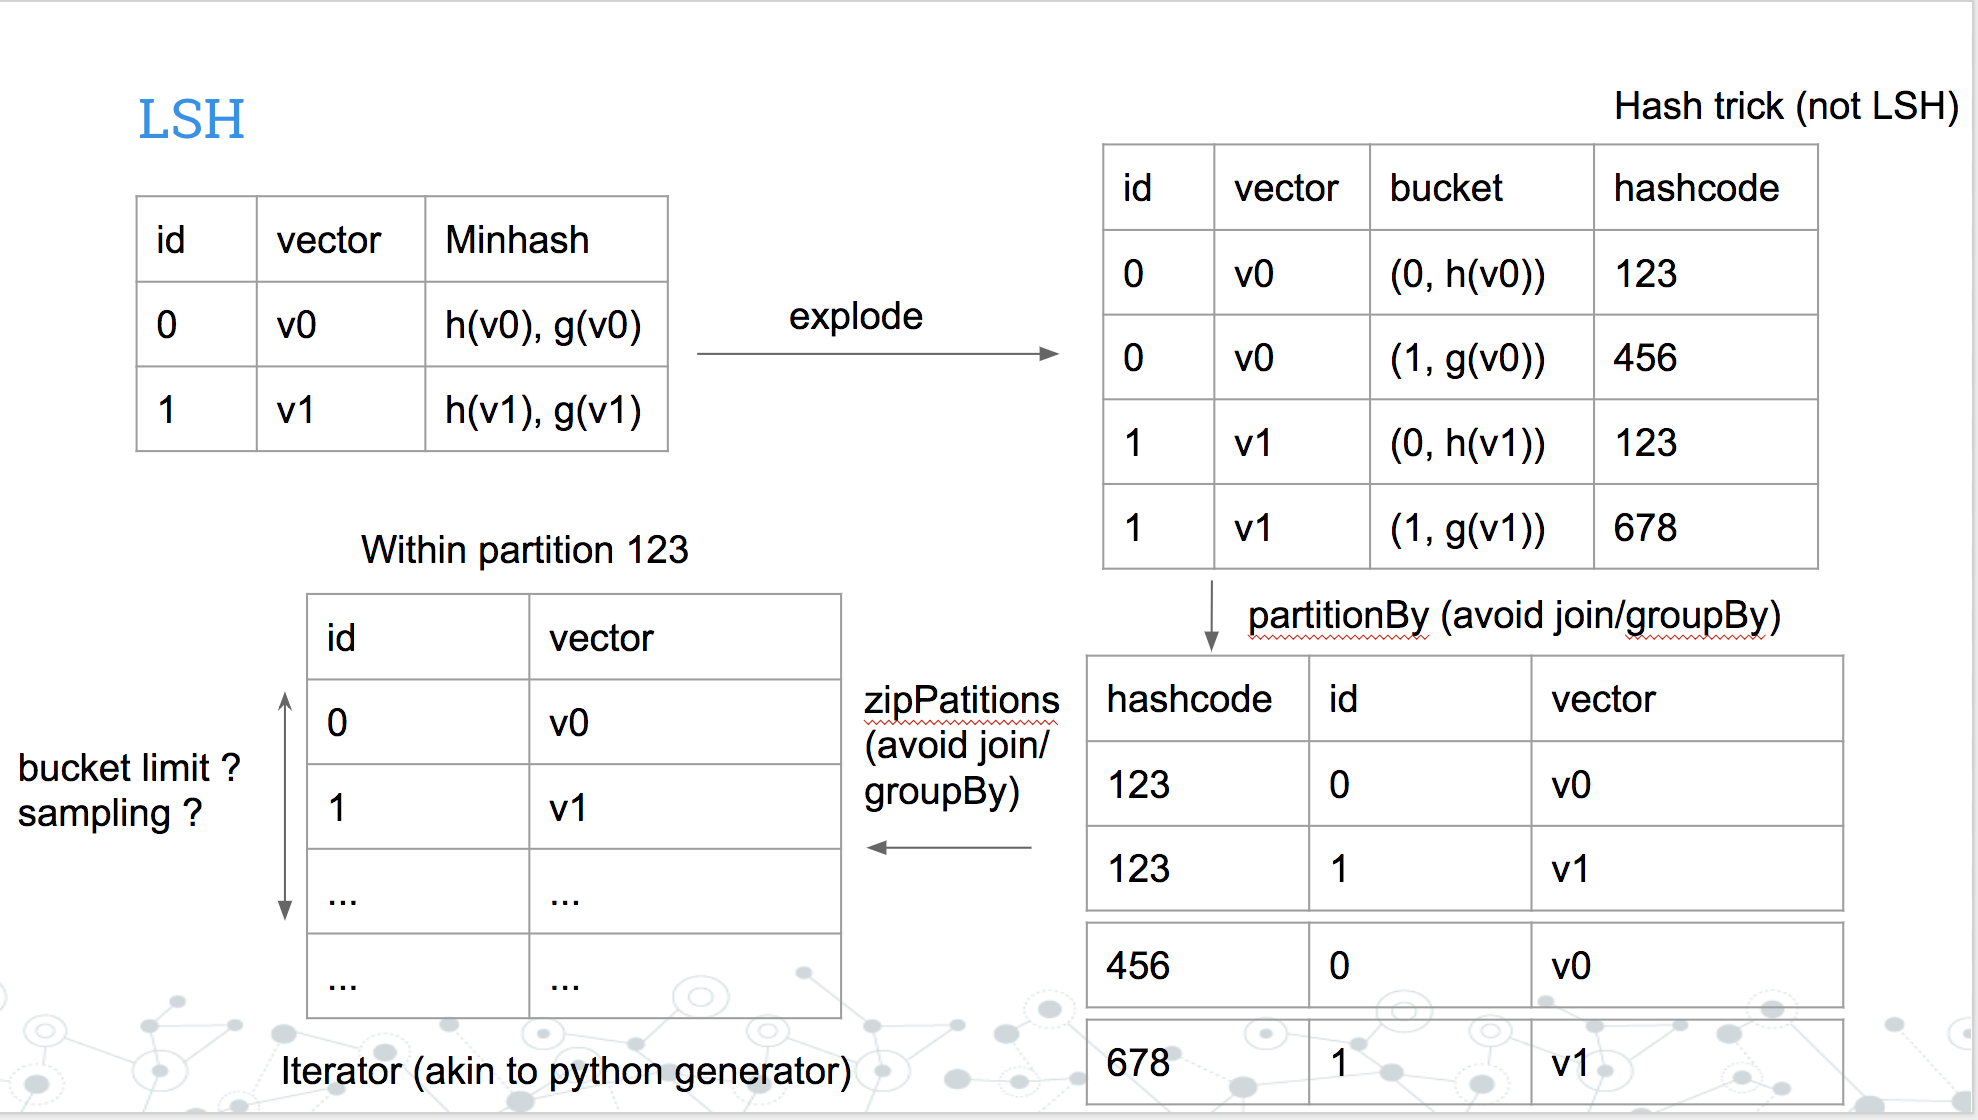 LSH
id vector Minhash
0 v0 h(v0), g(v0)
1 v1 h(v1), g(v1)
explode
Hash trick (not LSH)
id vector bucket hashcode
0 v0 (0, h(v0)) 123
0 v0 (1, g(v0)) 456
1 v1 (0, h(v1)) 123
1 v1 (1, g(v1)) 678
partitionBy (avoid join/groupBy)
hashcode id vector
123 0 v0
123 1 v1
456 0 v0
678 1 v1
zipPatitions
(avoid join/
groupBy)
Within partition 123
id vector
0 v0
1 v1
... ...
... ...
bucket limit ?
sampling ?
Iterator (akin to python generator)